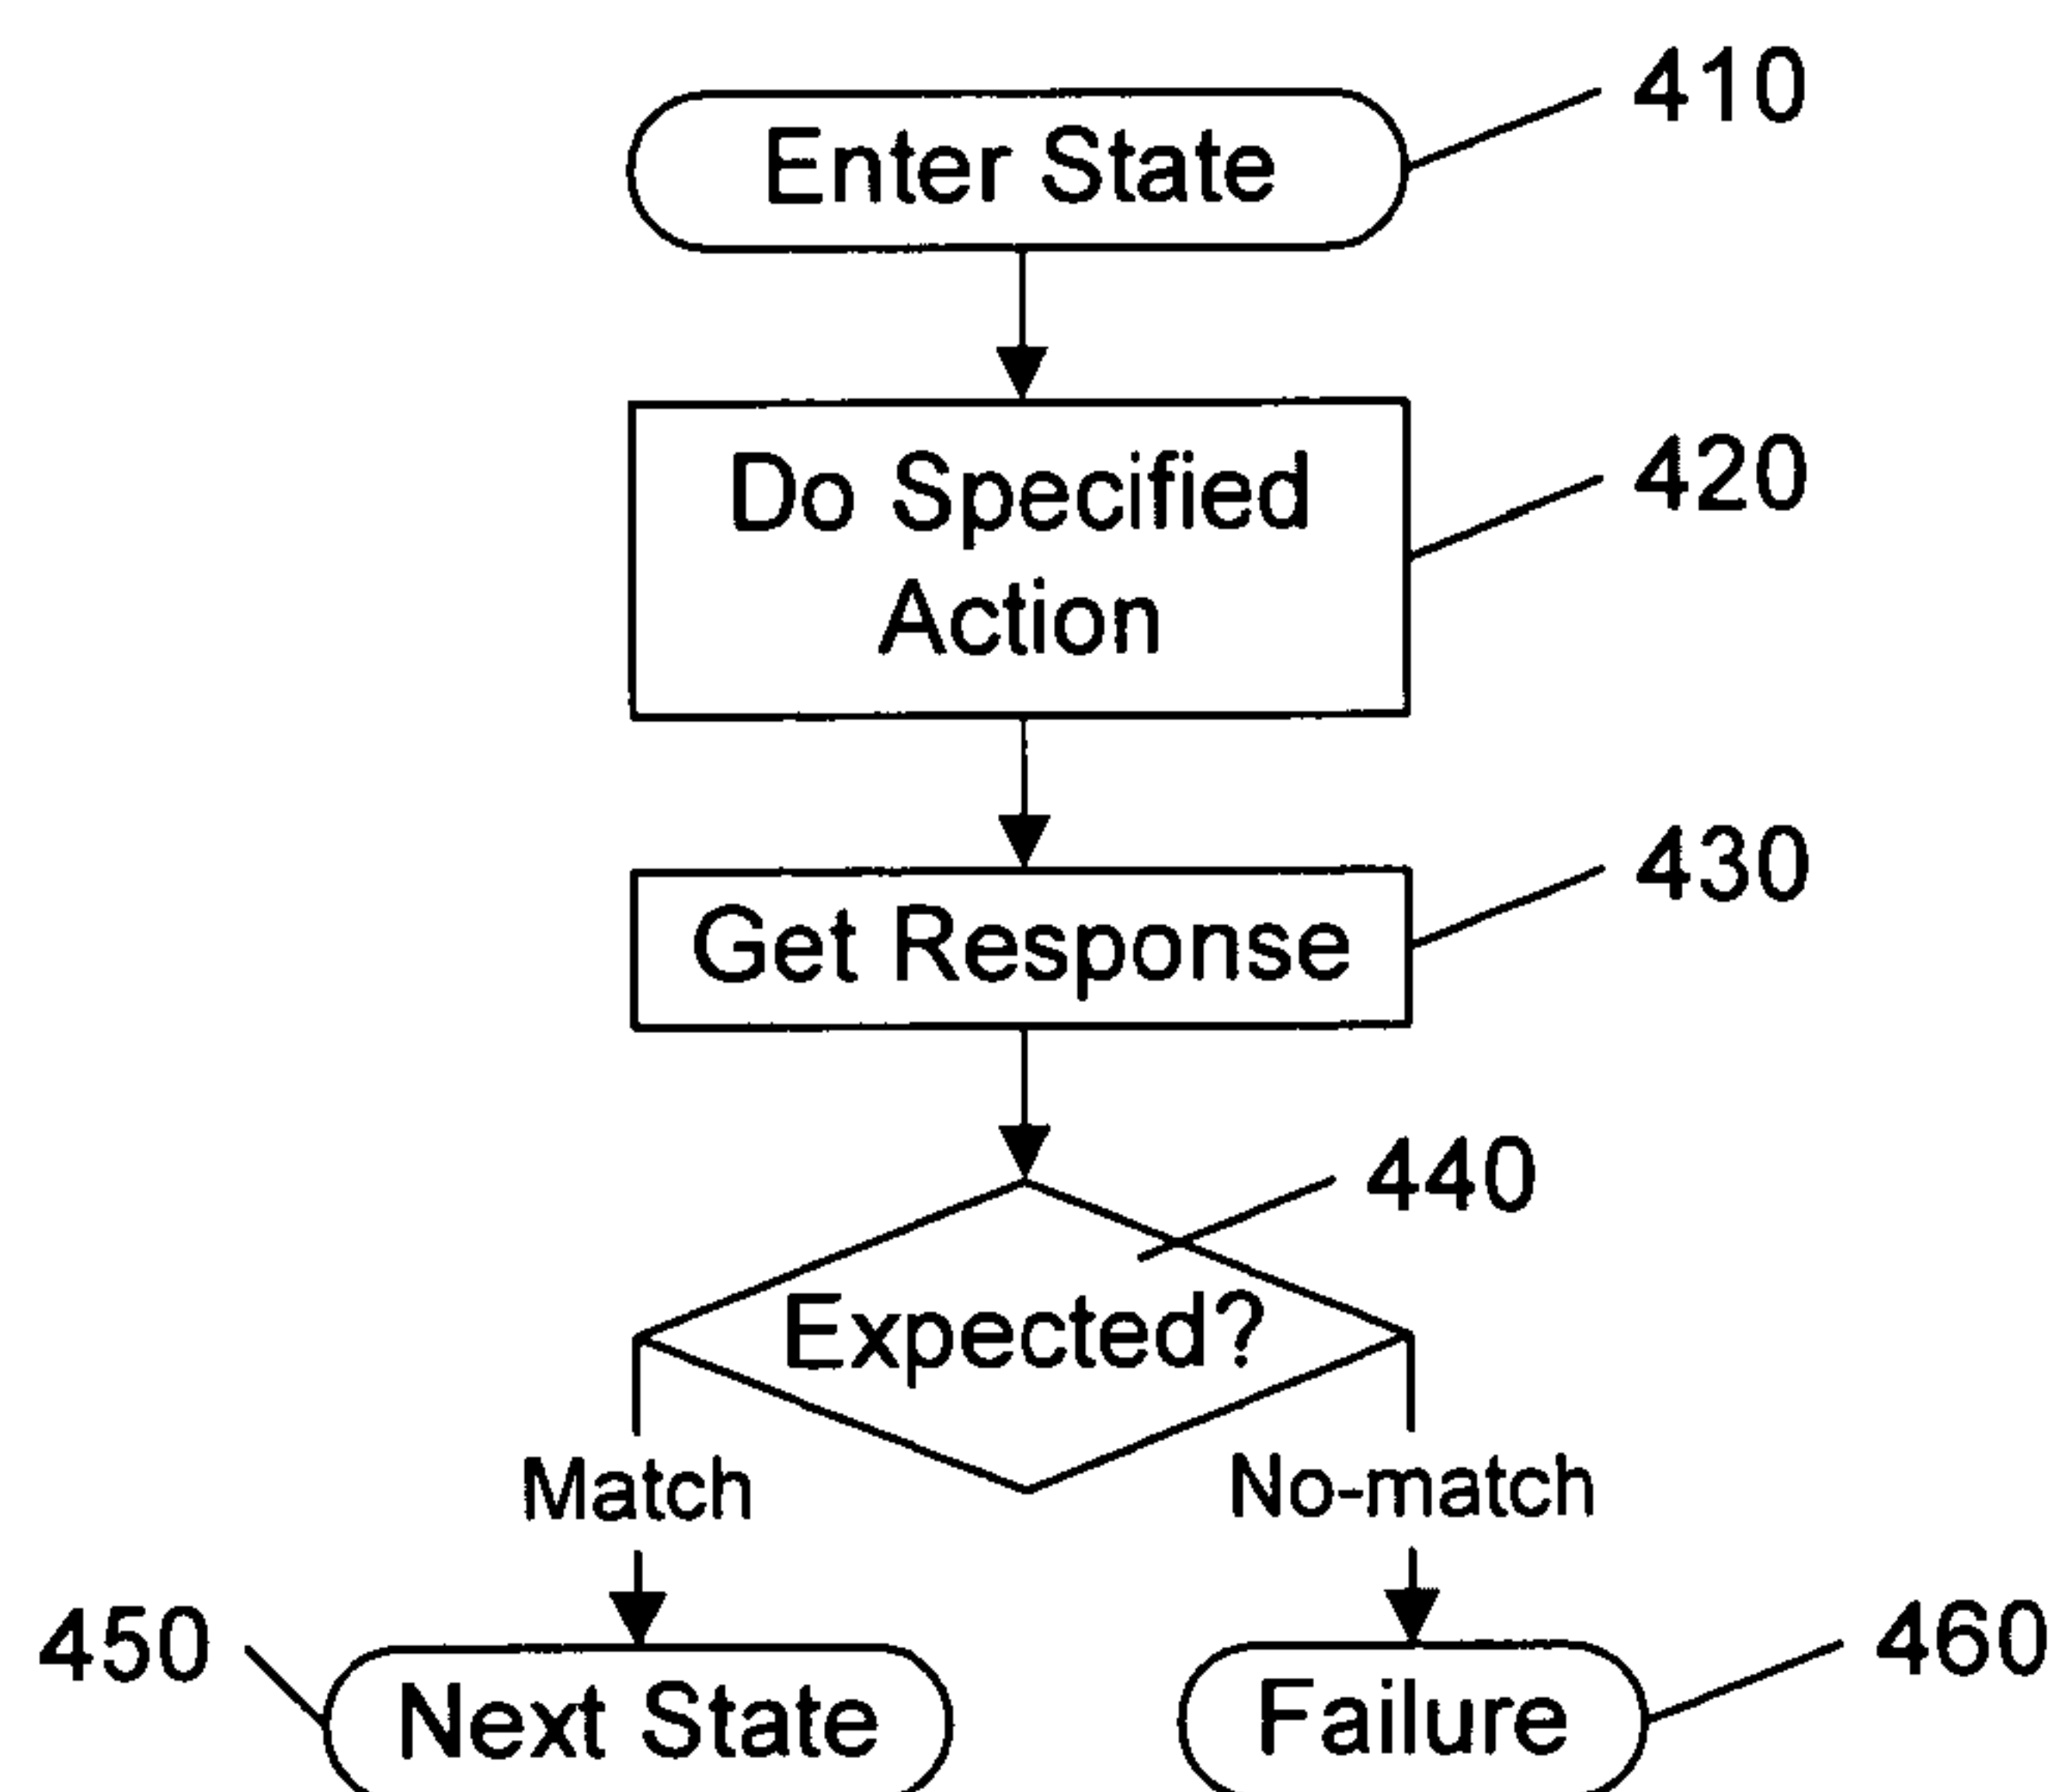 410
Enter State
Do Specified
Action
420
Get Response
430
440
Expected?
Match
No-match
450
Next State
Failure
460